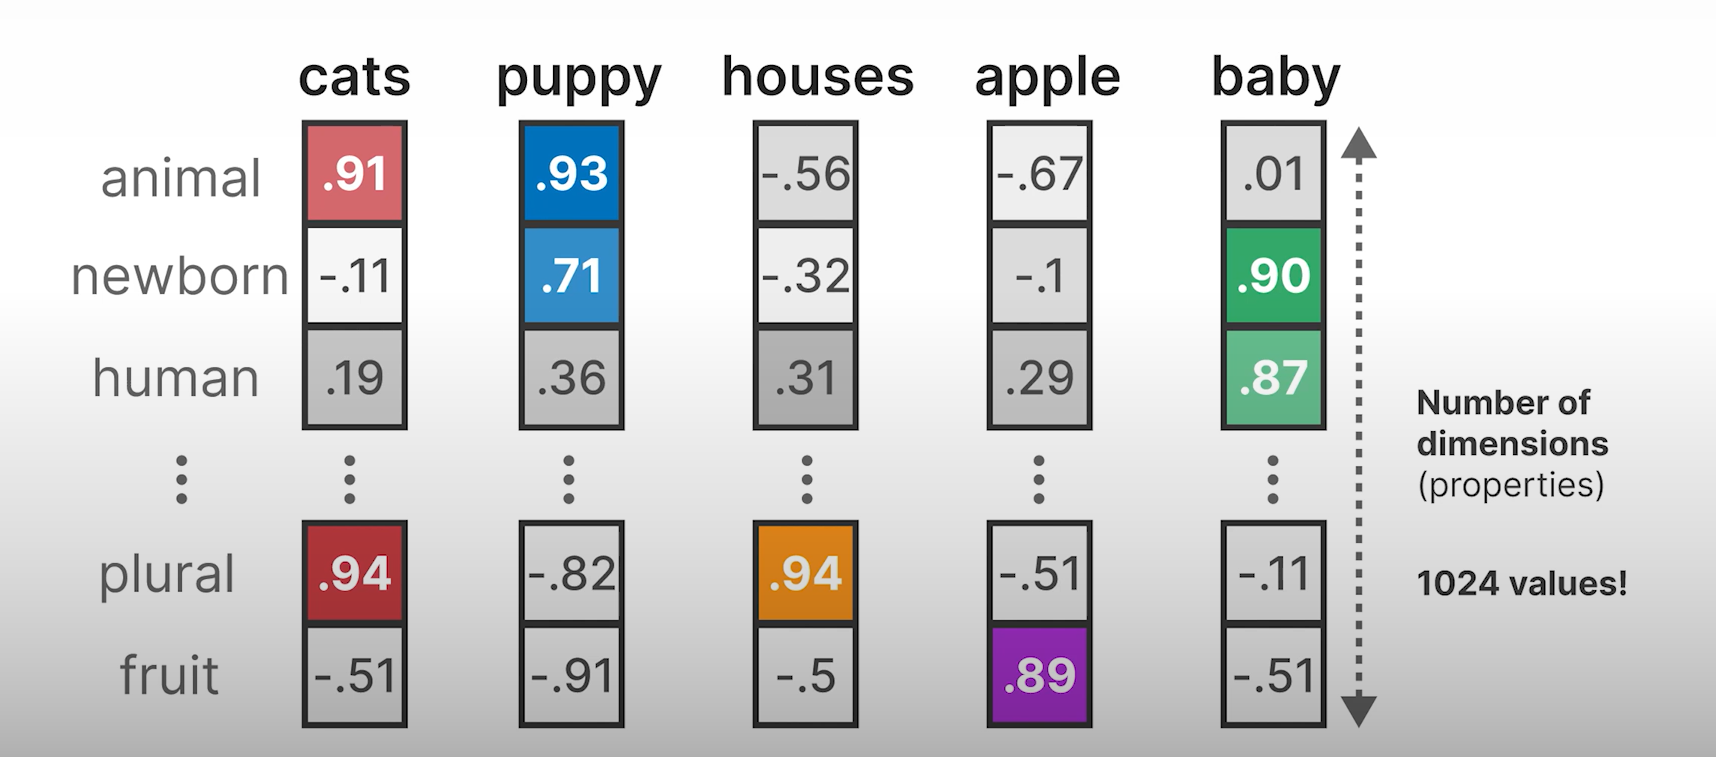 cats puppy houses apple baby
animal .91 .93 -.56 -.67 .01
newborn -.11 .71 -.32 -.1 .90
human .19 .36 .31 .29 .87
Number of
dimensions
(properties)
plural .94 -.82 .94 -.51 -.11
1024 values!
fruit -.51 -.91 -.5 .89 -.51